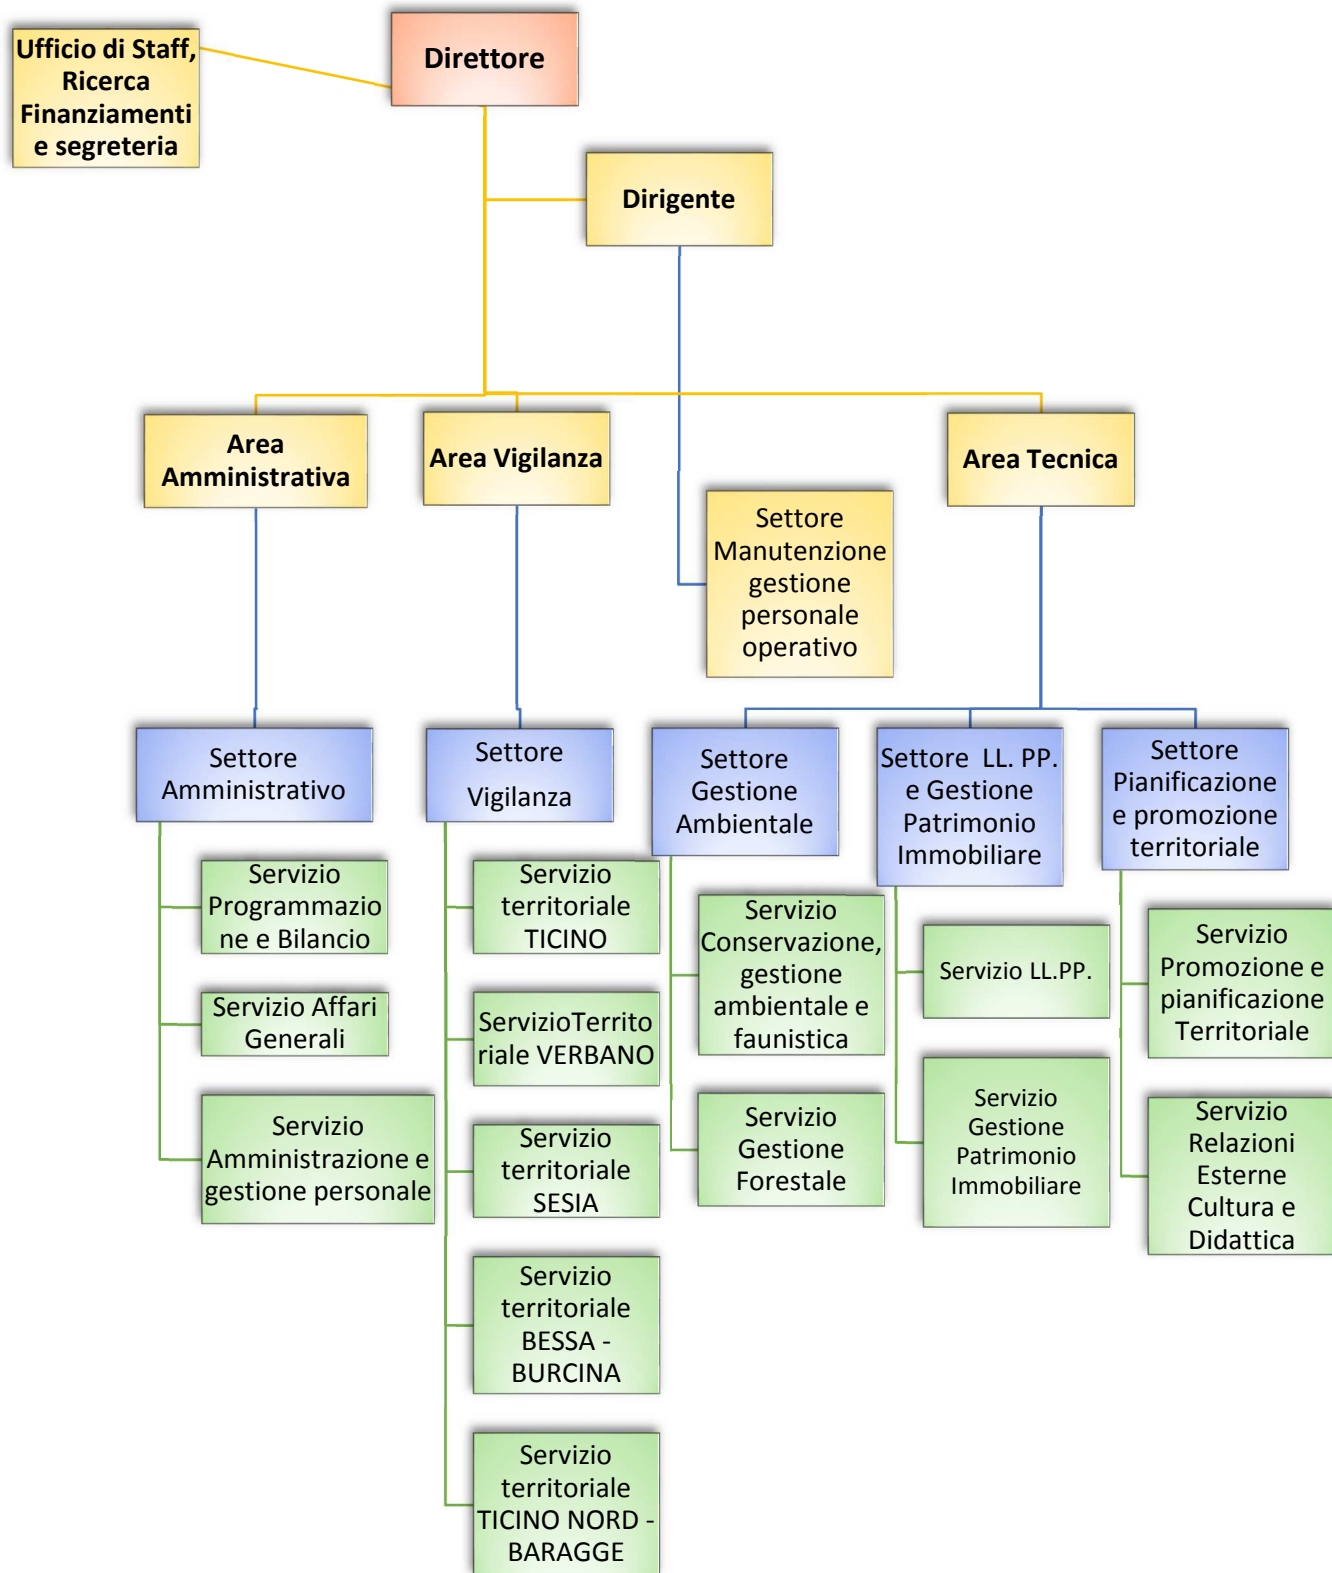 Ufficio di Staff,
Ricerca
Finanziamenti
e segreteria
Direttore
Dirigente
Area
Amministrativa
Area Vigilanza
Area Tecnica
Settore
Manutenzione
gestione
personale
operativo
Settore
Amministrativo
Settore
Vigilanza
Settore
Gestione
Ambientale
Settore LL. PP.
e Gestione
Patrimonio
Immobiliare
Settore
Pianificazione
e promozione
territoriale
Servizio
Programmazio
ne e Bilancio
Servizio Affari
Generali
Servizio
Amministrazione e
gestione personale
Servizio
territoriale
TICINO
ServizioTerrito
riale VERBANO
Servizio
territoriale
SESIA
Servizio
territoriale
BESSA -
BURCINA
Servizio
territoriale
TICINO NORD -
BARAGGE
Servizio
Conservazione,
gestione
ambientale e
faunistica
Servizio
Gestione
Forestale
Servizio LL.PP.
Servizio
Gestione
Patrimonio
Immobiliare
Servizio
Promozione e
pianificazione
Territoriale
Servizio
Relazioni
Esterne
Cultura e
Didattica